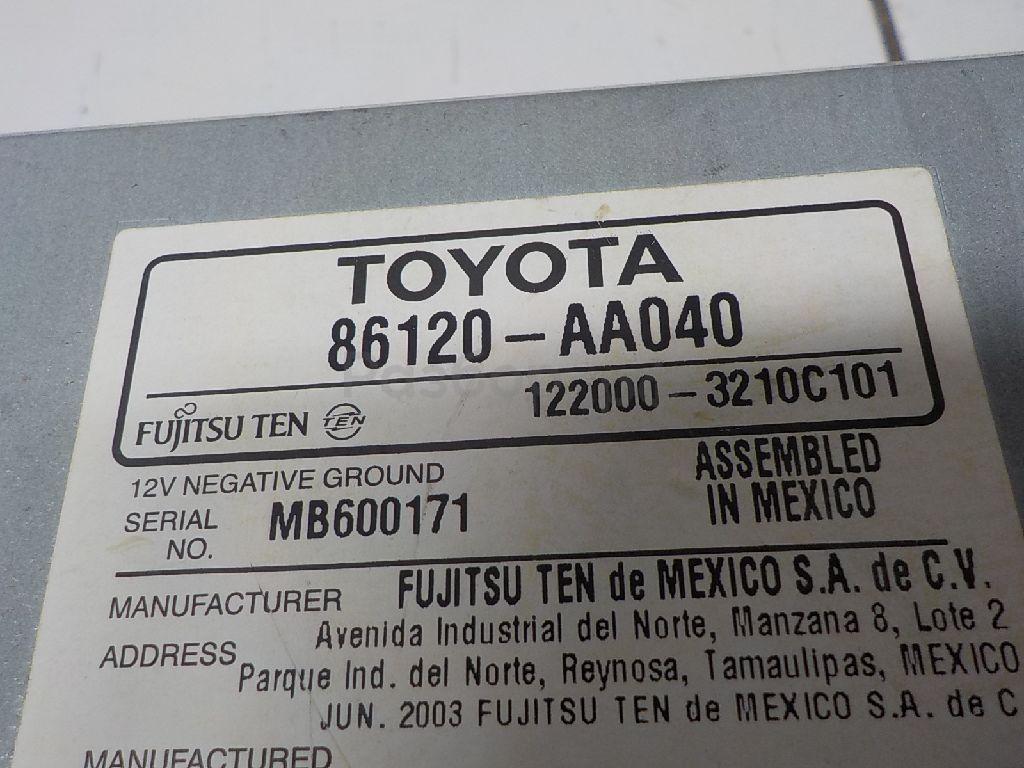 TOYOTA
86120-AA040
122000-3210C101
FUJITSU TEN TEN
12V NEGATIVE GROUND
ASSEMBLED
IN MEXICO
SERIAL NO. MB600171
MANUFACTURER FUJITSU TEN de MEXICO S.A. de C.V.
ADDRESS Avenida Industrial del Norte, Manzana 8, Lote 2
Parque Ind. del Norte, Reynosa, Tamaulipas, MEXICO
JUN. 2003 FUJITSU TEN de MEXICO S.A. de C
MANUFACTURED